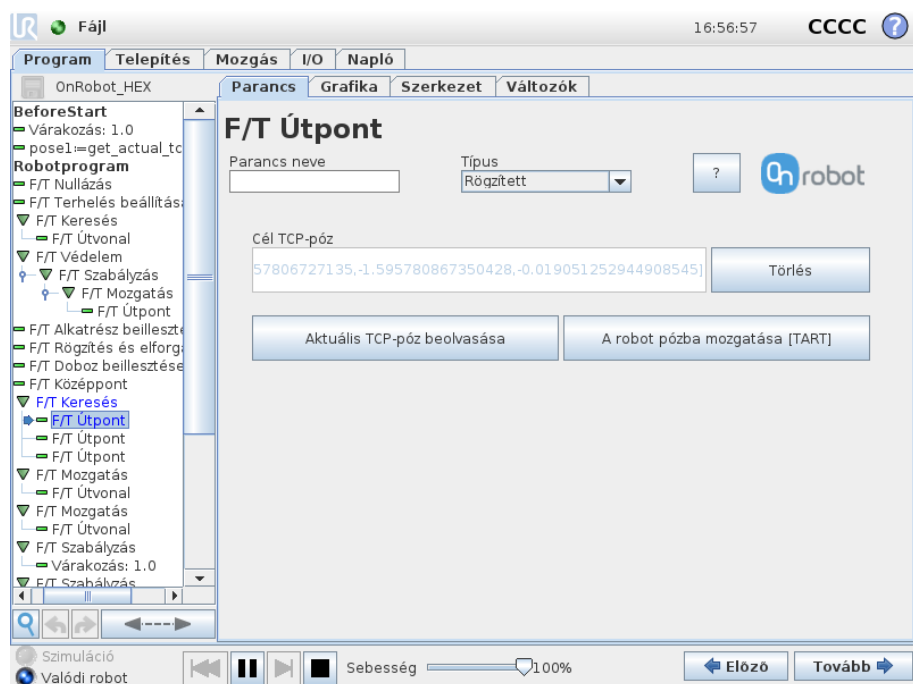 Fájl
16:56:57
CCCC
?
Program Telepítés Mozgás I/O Napló
OnRobot_HEX
Parancs Grafika Szerkezet Változók
BeforeStart
Várakozás: 1.0
pose1≔get_actual_tc
Robotprogram
F/T Nullázás
F/T Terhelés beállítás
F/T Keresés
F/T Útvonal
F/T Védelem
F/T Szabályzás
F/T Mozgatás
F/T Útpont
F/T Alkatrész beilleszté
F/T Rögzítés és elforga
F/T Doboz beillesztése
F/T Középpont
F/T Keresés
F/T Útpont
F/T Útpont
F/T Útpont
F/T Mozgatás
F/T Útvonal
F/T Mozgatás
F/T Útvonal
F/T Szabályzás
Várakozás: 1.0
F/T Szabályzás
F/T Útpont
Parancs neve
Típus
Rögzített
?
OnRobot
Cél TCP-póz
57806727135,-1.595780867350428,-0.019051252944908545]
Törlés
Aktuális TCP-póz beolvasása
A robot pózba mozgatása [TART]
Szimuláció
Valódi robot
Sebesség
100%
Előző
Tovább